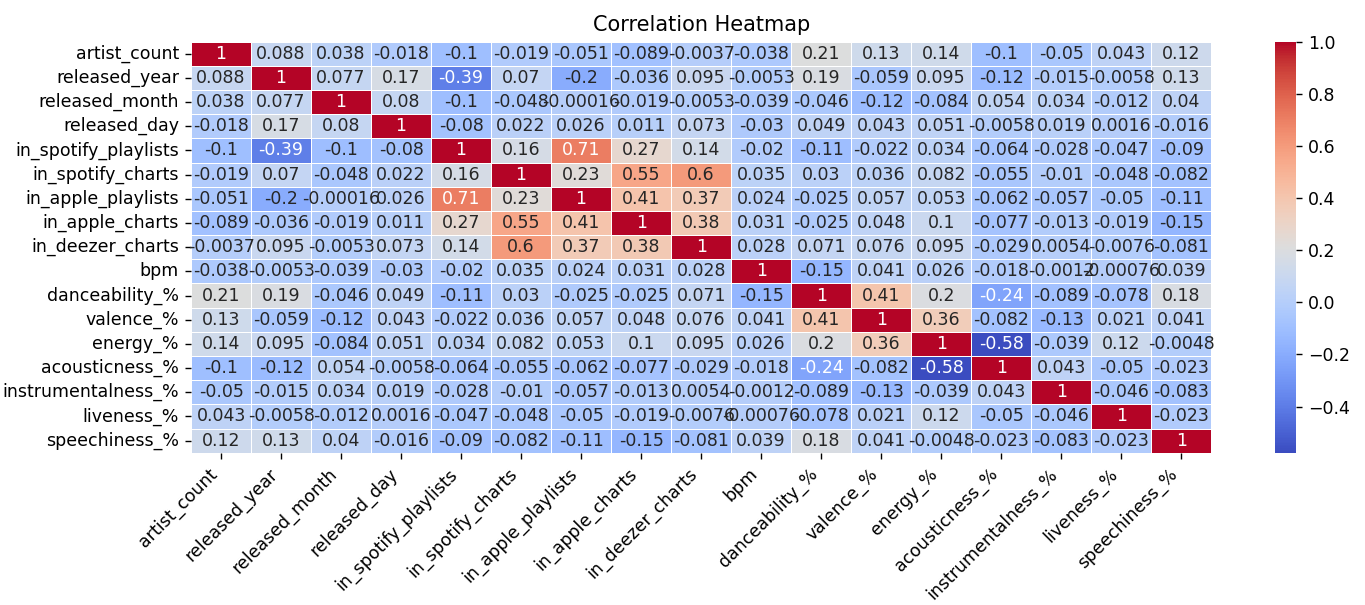 Correlation Heatmap
artist_count 1 0.088 0.038 -0.018 -0.1 -0.019 -0.051 -0.089 -0.0037 -0.038 0.21 0.13 0.14 -0.1 -0.05 0.043 0.12
released_year 0.088 1 0.077 0.17 -0.39 0.07 -0.2 -0.036 0.095 -0.0053 0.19 -0.059 0.095 -0.12 -0.015 -0.0058 0.13
released_month 0.038 0.077 1 0.08 -0.1 -0.048 -0.00016 -0.019 -0.0053 -0.039 -0.046 -0.12 -0.084 0.054 0.034 -0.012 0.04
released_day -0.018 0.17 0.08 1 -0.08 0.022 0.026 0.011 0.073 -0.03 0.049 0.043 0.051 -0.0058 0.019 0.0016 -0.016
in_spotify_playlists -0.1 -0.39 -0.1 -0.08 1 0.16 0.71 0.27 0.14 -0.02 -0.11 -0.022 0.034 -0.064 -0.028 -0.047 -0.09
in_spotify_charts -0.019 0.07 -0.048 0.022 0.16 1 0.23 0.55 0.6 0.035 0.03 0.036 0.082 -0.055 -0.01 -0.048 -0.082
in_apple_playlists -0.051 -0.2 -0.00016 0.026 0.71 0.23 1 0.41 0.37 0.024 -0.025 0.057 0.053 -0.062 -0.057 -0.05 -0.11
in_apple_charts -0.089 -0.036 -0.019 0.011 0.27 0.55 0.41 1 0.38 0.031 -0.025 0.048 0.1 -0.077 -0.013 -0.019 -0.15
in_deezer_charts -0.0037 0.095 -0.0053 0.073 0.14 0.6 0.37 0.38 1 0.028 0.071 0.076 0.095 -0.029 0.0054 -0.0076 -0.081
bpm -0.038 -0.0053 -0.039 -0.03 -0.02 0.035 0.024 0.031 0.028 1 -0.15 0.041 0.026 -0.018 -0.0012 -0.00076 0.039
danceability_% 0.21 0.19 -0.046 0.049 -0.11 0.03 -0.025 -0.025 0.071 -0.15 1 0.41 0.2 -0.24 -0.089 -0.078 0.18
valence_% 0.13 -0.059 -0.12 0.043 -0.022 0.036 0.057 0.048 0.076 0.041 0.41 1 0.36 -0.082 -0.13 0.021 0.041
energy_% 0.14 0.095 -0.084 0.051 0.034 0.082 0.053 0.1 0.095 0.026 0.2 0.36 1 -0.58 -0.039 0.12 -0.0048
acousticness_% -0.1 -0.12 0.054 -0.0058 -0.064 -0.055 -0.062 -0.077 -0.029 -0.018 -0.24 -0.082 -0.58 1 0.043 -0.05 -0.023
instrumentalness_% -0.05 -0.015 0.034 0.019 -0.028 -0.01 -0.057 -0.013 0.0054 -0.0012 -0.089 -0.13 -0.039 0.043 1 -0.046 -0.083
liveness_% 0.043 -0.0058 -0.012 0.0016 -0.047 -0.048 -0.05 -0.019 -0.0076 -0.00076 -0.078 0.021 0.12 -0.05 -0.046 1 -0.023
speechiness_% 0.12 0.13 0.04 -0.016 -0.09 -0.082 -0.11 -0.15 -0.081 0.039 0.18 0.041 -0.0048 -0.023 -0.083 -0.023 1
artist_count
released_year
released_month
released_day
in_spotify_playlists
in_spotify_charts
in_apple_playlists
in_apple_charts
in_deezer_charts
bpm
danceability_%
valence_%
energy_%
acousticness_%
instrumentalness_%
liveness_%
speechiness_%
1.0
0.8
0.6
0.4
0.2
0.0
−0.2
−0.4